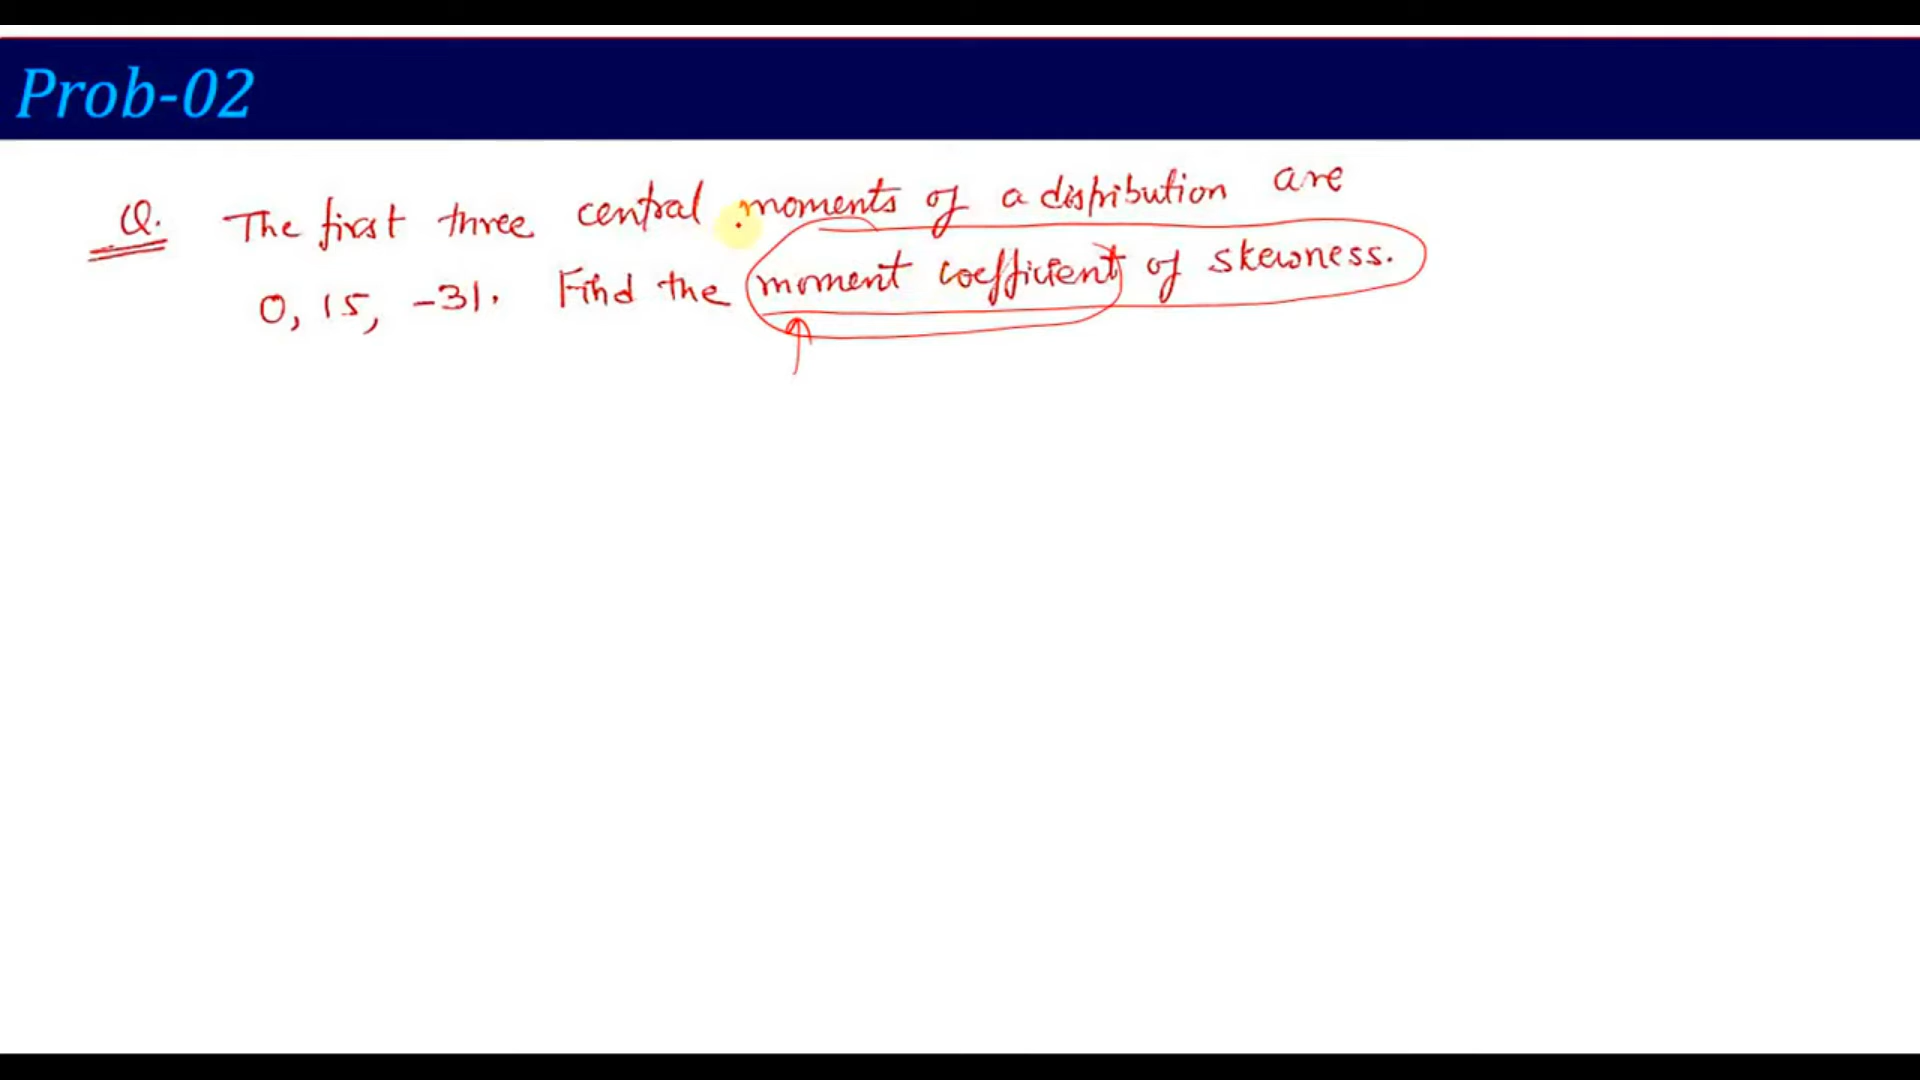 Prob-02
Q. The first three central moments of a distribution are
0, 15, -31. Find the moment coefficient of skewness.